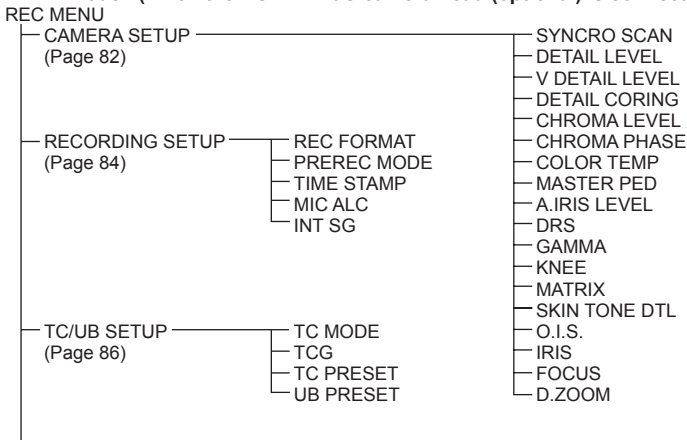 REC MENU
CAMERA SETUP
(Page 82)
SYNCRO SCAN
DETAIL LEVEL
V DETAIL LEVEL
DETAIL CORING
CHROMA LEVEL
CHROMA PHASE
COLOR TEMP
MASTER PED
A.IRIS LEVEL
DRS
GAMMA
KNEE
MATRIX
SKIN TONE DTL
O.I.S.
IRIS
FOCUS
D.ZOOM
RECORDING SETUP
(Page 84)
REC FORMAT
PREREC MODE
TIME STAMP
MIC ALC
INT SG
TC/UB SETUP
(Page 86)
TC MODE
TCG
TC PRESET
UB PRESET